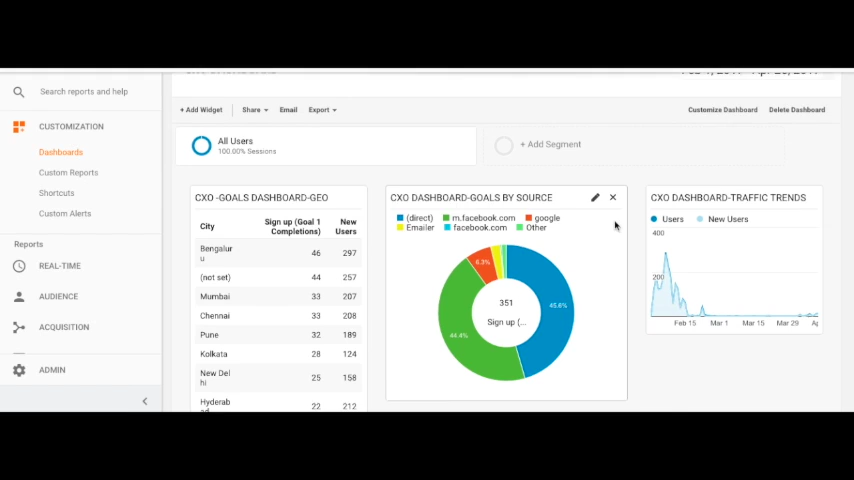 Search reports and help
+ Add Widget
Share
Email
Export
Customize Dashboard
Delete Dashboard
CUSTOMIZATION
Dashboards
Custom Reports
Shortcuts
Custom Alerts
Reports
REAL-TIME
AUDIENCE
ACQUISITION
ADMIN
All Users
100.00% Sessions
+ Add Segment
CXO -GOALS DASHBOARD-GEO
City Sign up (Goal 1 Completions) New Users
Bengalur
u 46 297
(not set) 44 257
Mumbai 33 207
Chennai 33 208
Pune 32 189
Kolkata 28 124
New Del
hi 25 158
Hyderab
ad 22 212
CXO DASHBOARD-GOALS BY SOURCE
(direct) m.facebook.com google
Emailer facebook.com Other
6.3%
45.6%
44.4%
351
Sign up (...
CXO DASHBOARD-TRAFFIC TRENDS
Users New Users
400
200
Feb 15 Mar 1 Mar 15 Mar 29 Ap